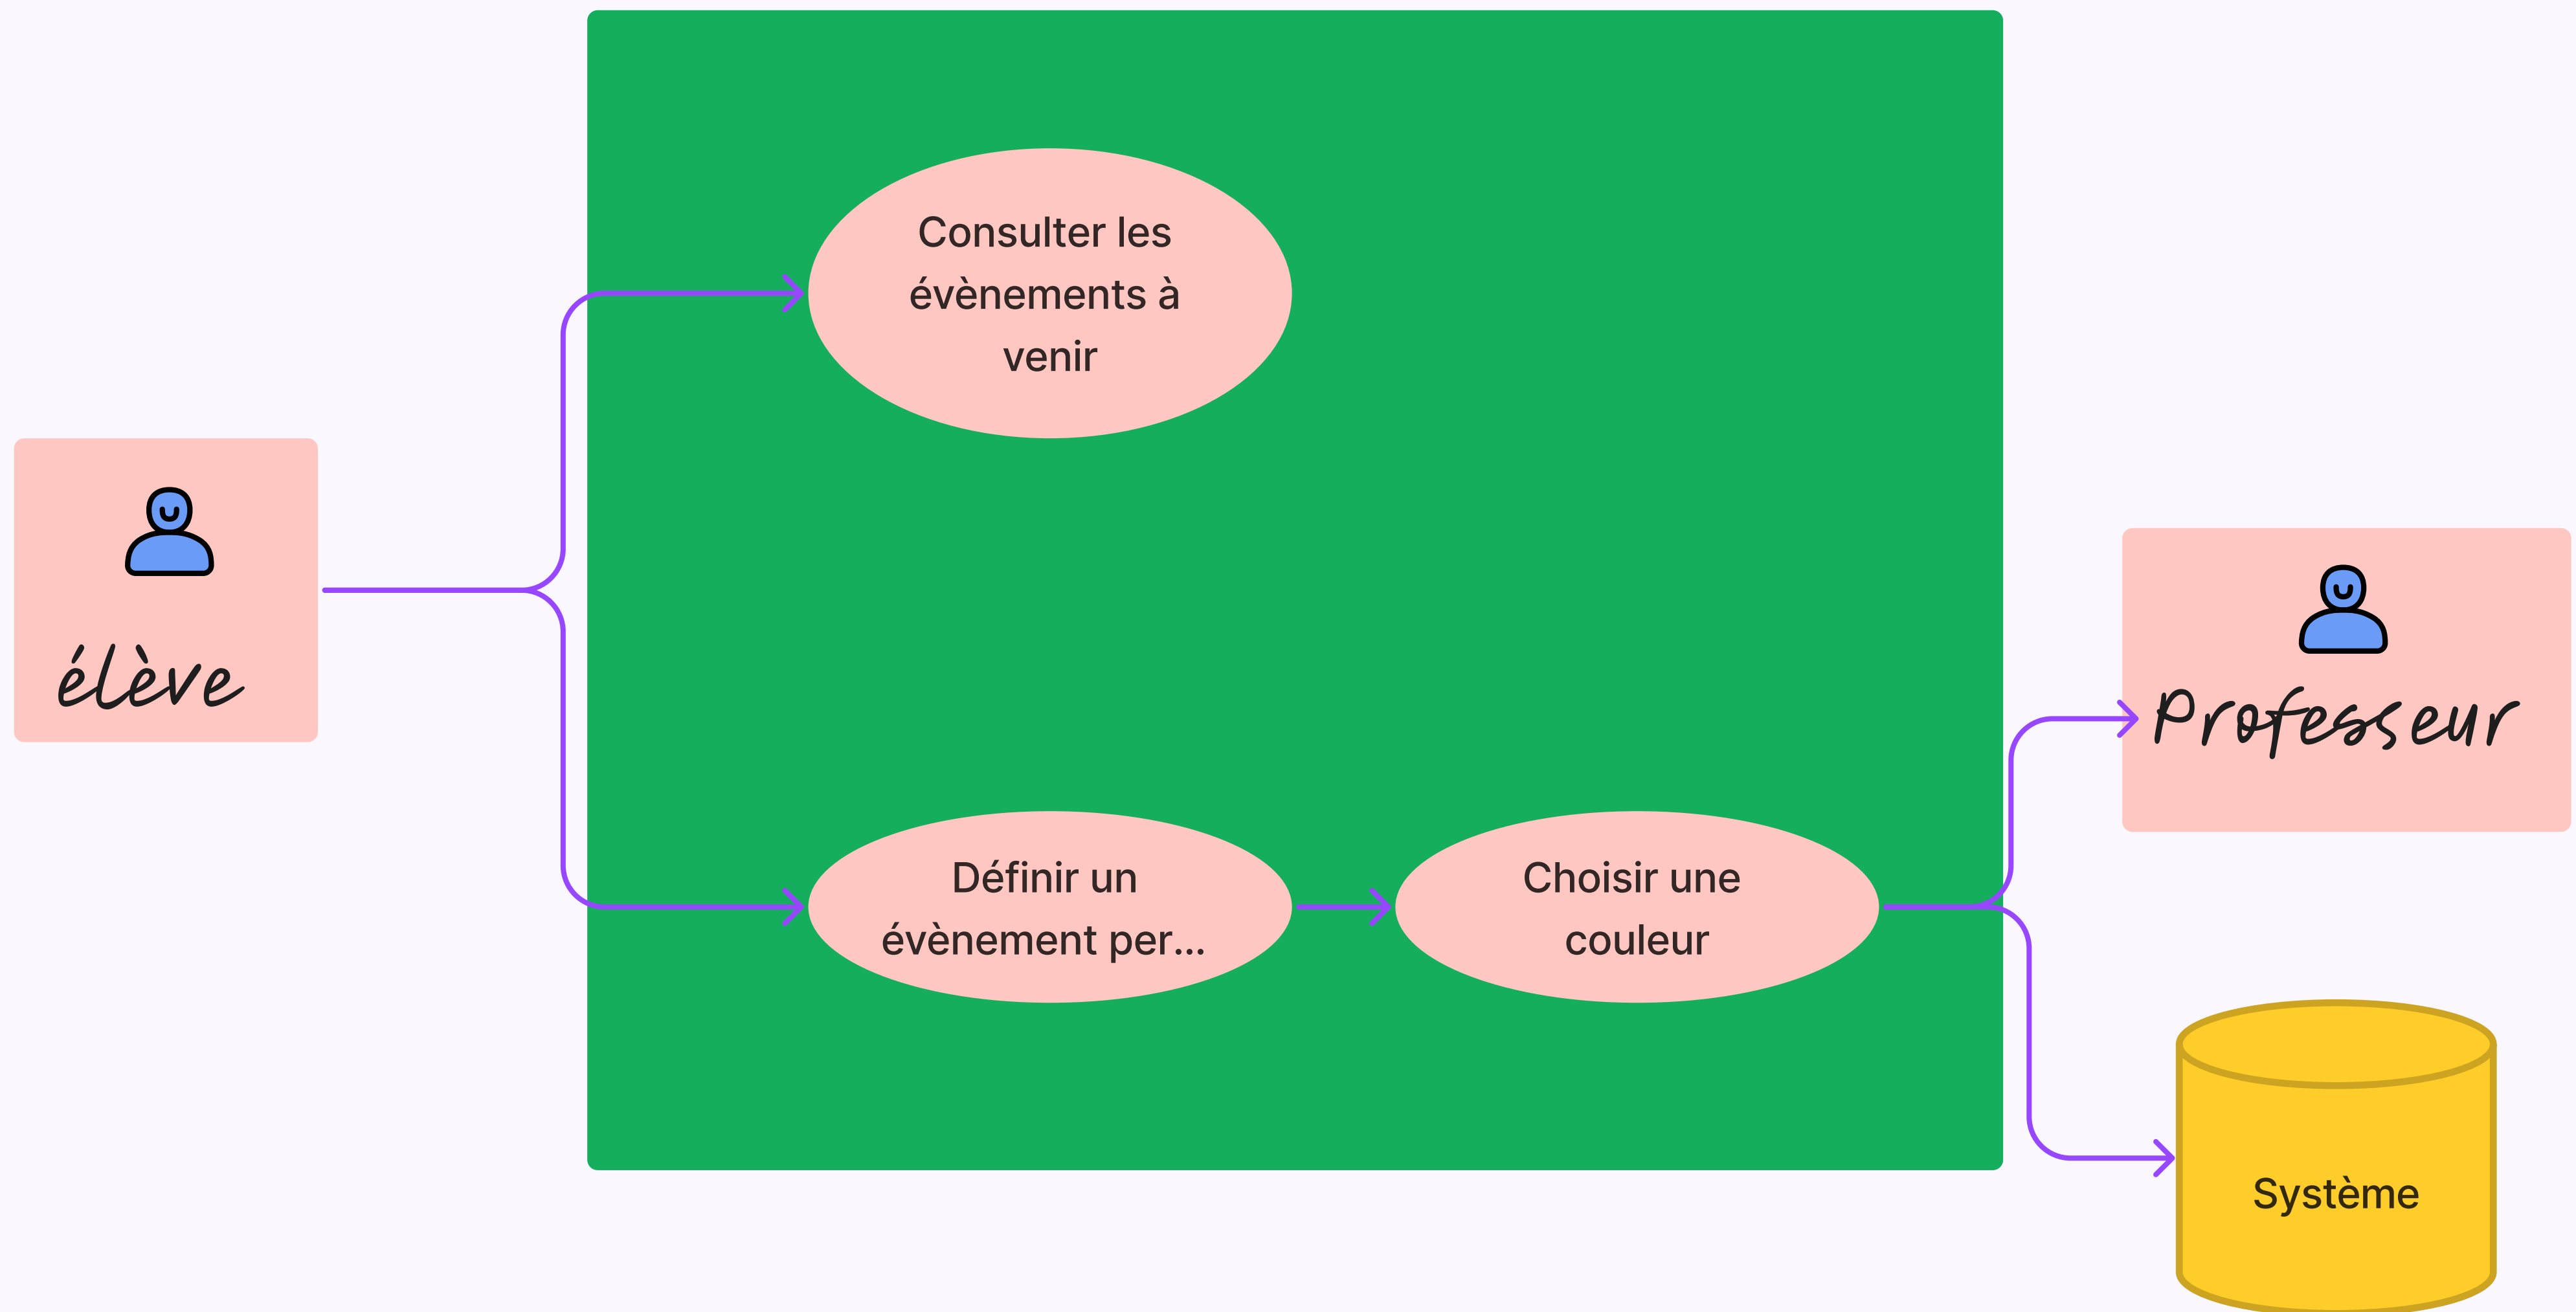 Consulter les
évènements à
venir
élève
Professeur
Définir un
évènement per...
Choisir une
couleur
Système